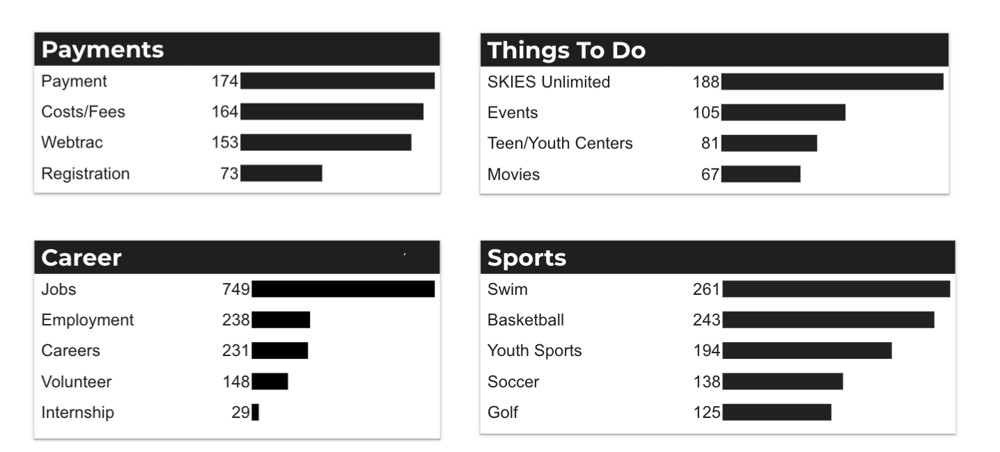 Payments
Payment 174
Costs/Fees 164
Webtrac 153
Registration 73
Things To Do
SKIES Unlimited 188
Events 105
Teen/Youth Centers 81
Movies 67
Career
Jobs 749
Employment 238
Careers 231
Volunteer 148
Internship 29
Sports
Swim 261
Basketball 243
Youth Sports 194
Soccer 138
Golf 125